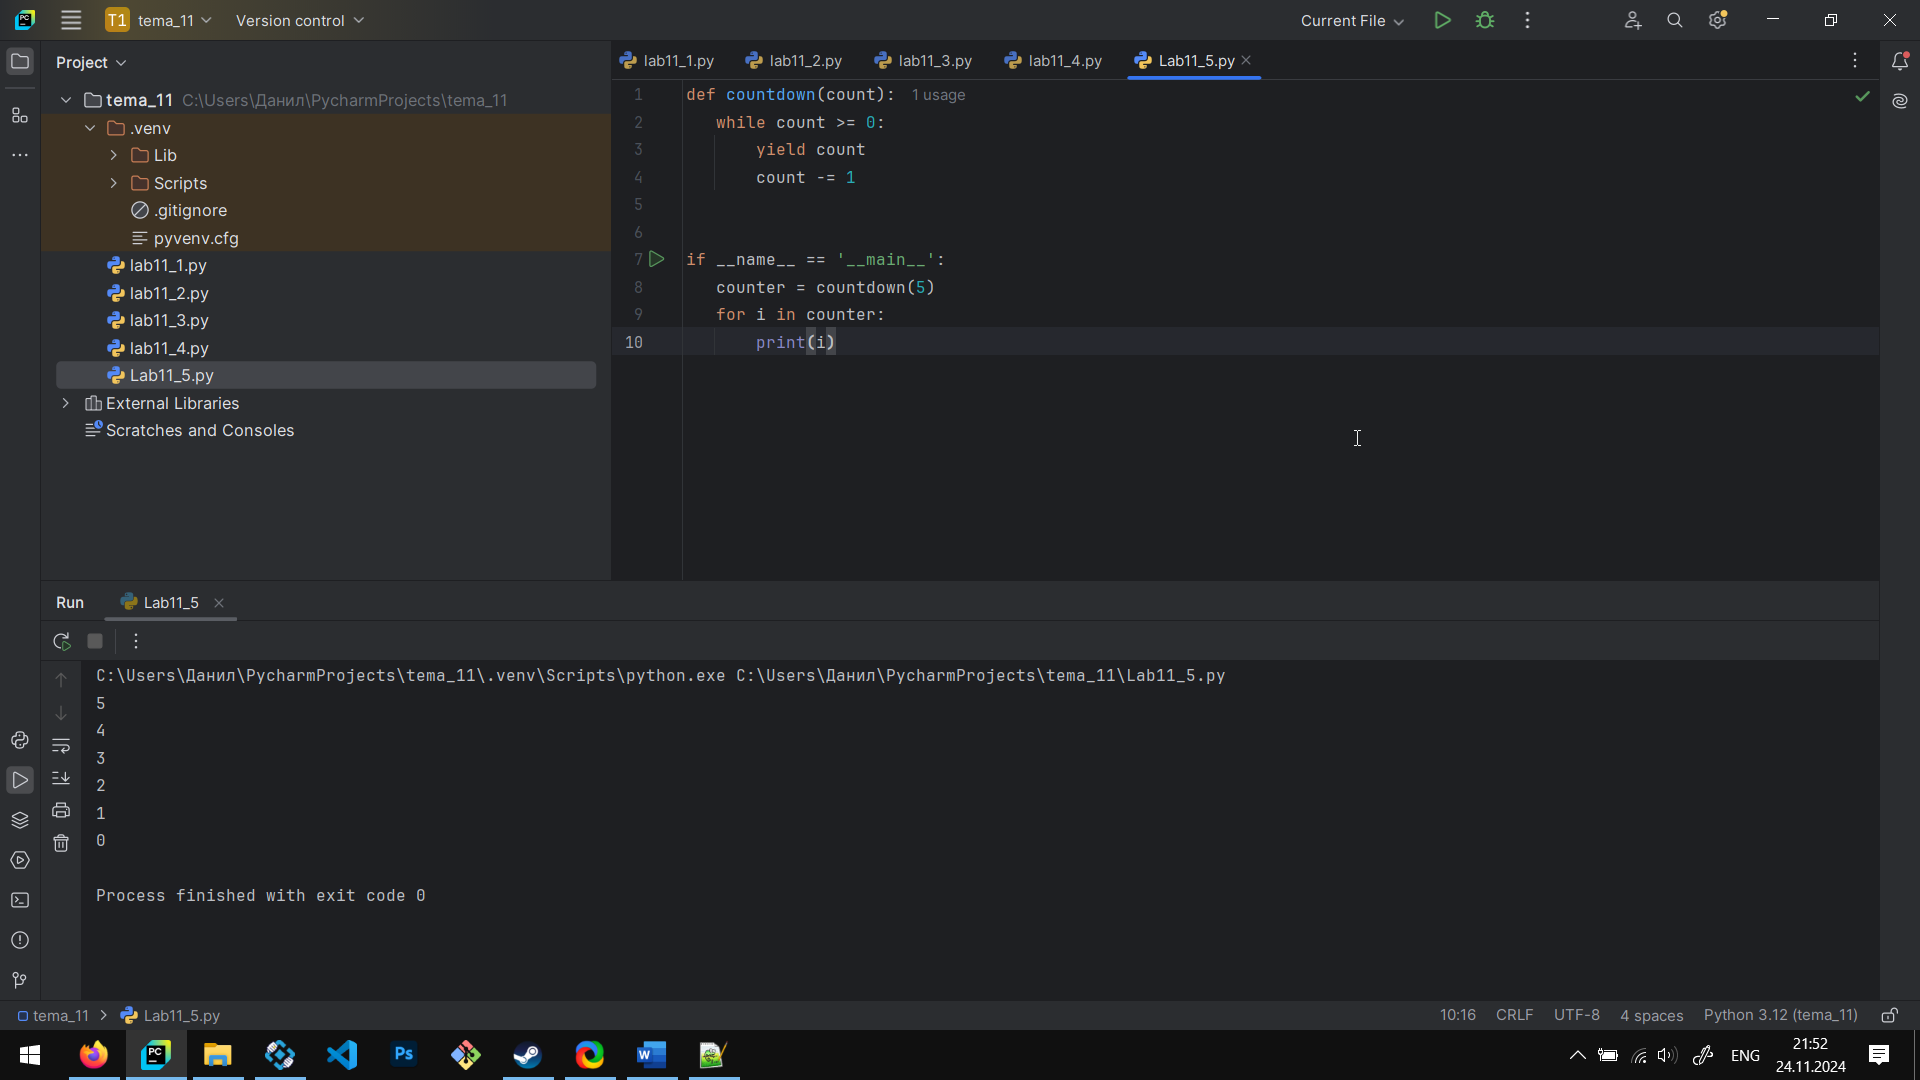 T1 tema_11 Version control Current File
Project lab11_1.py lab11_2.py lab11_3.py lab11_4.py Lab11_5.py
tema_11 C:\Users\Данил\PycharmProjects\tema_11
.venv
Lib
Scripts
.gitignore
pyvenv.cfg
lab11_1.py
lab11_2.py
lab11_3.py
lab11_4.py
Lab11_5.py
External Libraries
Scratches and Consoles
1 def countdown(count): 1 usage
2 while count >= 0:
3 yield count
4 count -= 1
5
6
7 if __name__ == '__main__':
8 counter = countdown(5)
9 for i in counter:
10 print(i)
Run Lab11_5
C:\Users\Данил\PycharmProjects\tema_11\.venv\Scripts\python.exe C:\Users\Данил\PycharmProjects\tema_11\Lab11_5.py
5
4
3
2
1
0
Process finished with exit code 0
tema_11 Lab11_5.py 10:16 CRLF UTF-8 4 spaces Python 3.12 (tema_11)
PC Ps W ENG 21:52
24.11.2024